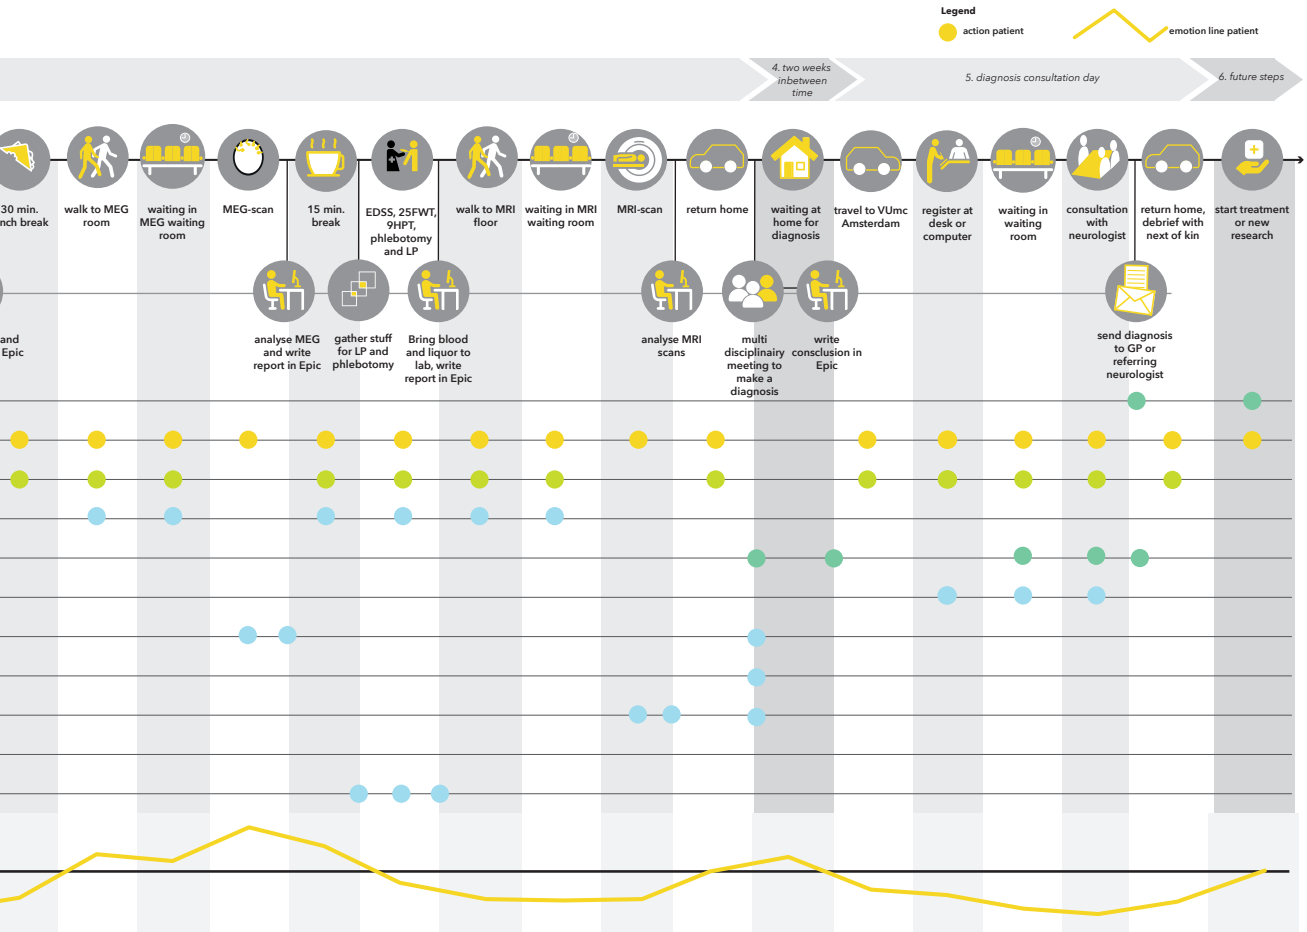 Legend
action patient
emotion line patient
4. two weeks
inbetween
time
5. diagnosis consultation day
6. future steps
30 min.
nch break
walk to MEG
room
waiting in
MEG waiting
room
MEG-scan
15 min.
break
EDSS, 25FWT,
9HPT,
phlebotomy
and LP
walk to MRI
floor
waiting in MRI
waiting room
MRI-scan
return home
waiting at
home for
diagnosis
travel to VUmc
Amsterdam
register at
desk or
computer
waiting in
waiting
room
consultation
with
neurologist
return home,
debrief with
next of kin
start treatment
or new
research
and
Epic
analyse MEG
and write
report in Epic
gather stuff
for LP and
phlebotomy
Bring blood
and liquor to
lab, write
report in Epic
analyse MRI
scans
multi
disciplinairy
meeting to
make a
diagnosis
write
consclusion in
Epic
send diagnosis
to GP or
referring
neurologist